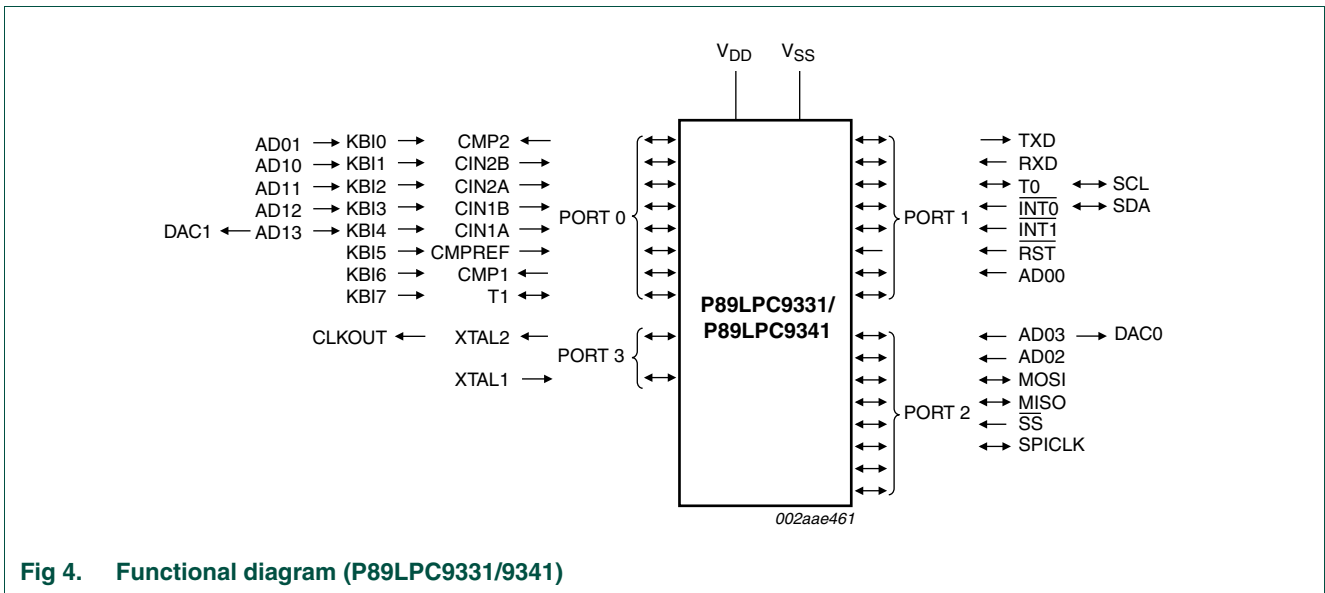 VDD VSS
AD01 KBI0 CMP2 TXD
AD10 KBI1 CIN2B RXD
AD11 KBI2 CIN2A T0 SCL
AD12 KBI3 CIN1B INT0 SDA
DAC1 AD13 KBI4 CIN1A PORT 0 PORT 1 INT1
KBI5 CMPREF RST
KBI6 CMP1 AD00
KBI7 T1
P89LPC9331/
P89LPC9341
CLKOUT XTAL2 AD03 DAC0
PORT 3 AD02
XTAL1 MOSI
MISO
PORT 2 SS
SPICLK
002aae461
Fig 4. Functional diagram (P89LPC9331/9341)